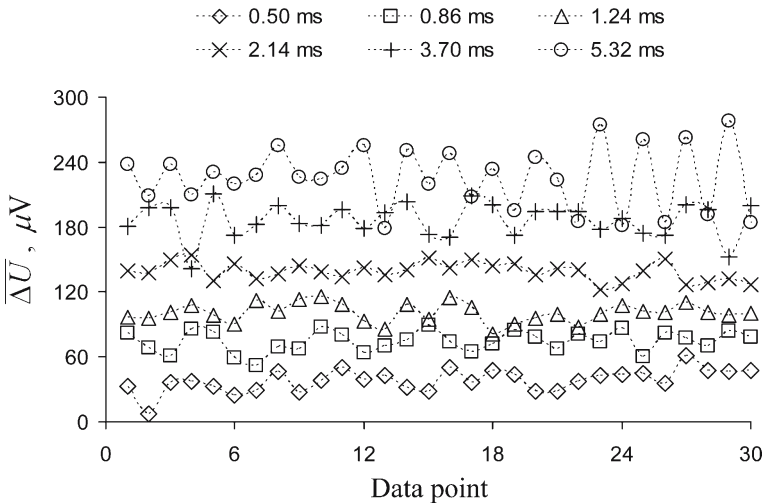 0.50 ms 0.86 ms 1.24 ms
2.14 ms 3.70 ms 5.32 ms
300
240
180
120
60
0
ΔU , μV
0 6 12 18 24 30
Data point